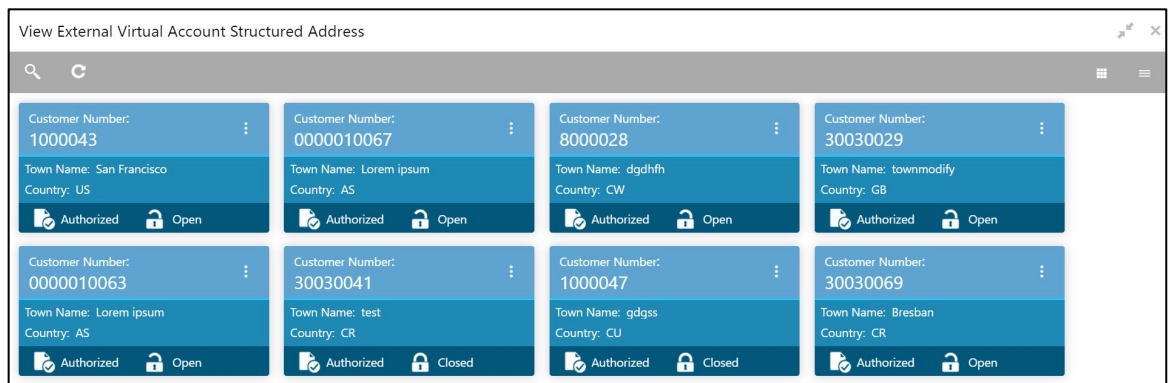 View External Virtual Account Structured Address
Customer Number:
1000043
Town Name: San Francisco
Country: US
Authorized Open
Customer Number:
0000010067
Town Name: Lorem ipsum
Country: AS
Authorized Open
Customer Number:
8000028
Town Name: dgdhfh
Country: CW
Authorized Open
Customer Number:
30030029
Town Name: townmodify
Country: GB
Authorized Open
Customer Number:
0000010063
Town Name: Lorem ipsum
Country: AS
Authorized Open
Customer Number:
30030041
Town Name: test
Country: CR
Authorized Closed
Customer Number:
1000047
Town Name: gdgss
Country: CU
Authorized Closed
Customer Number:
30030069
Town Name: Bresban
Country: CR
Authorized Open